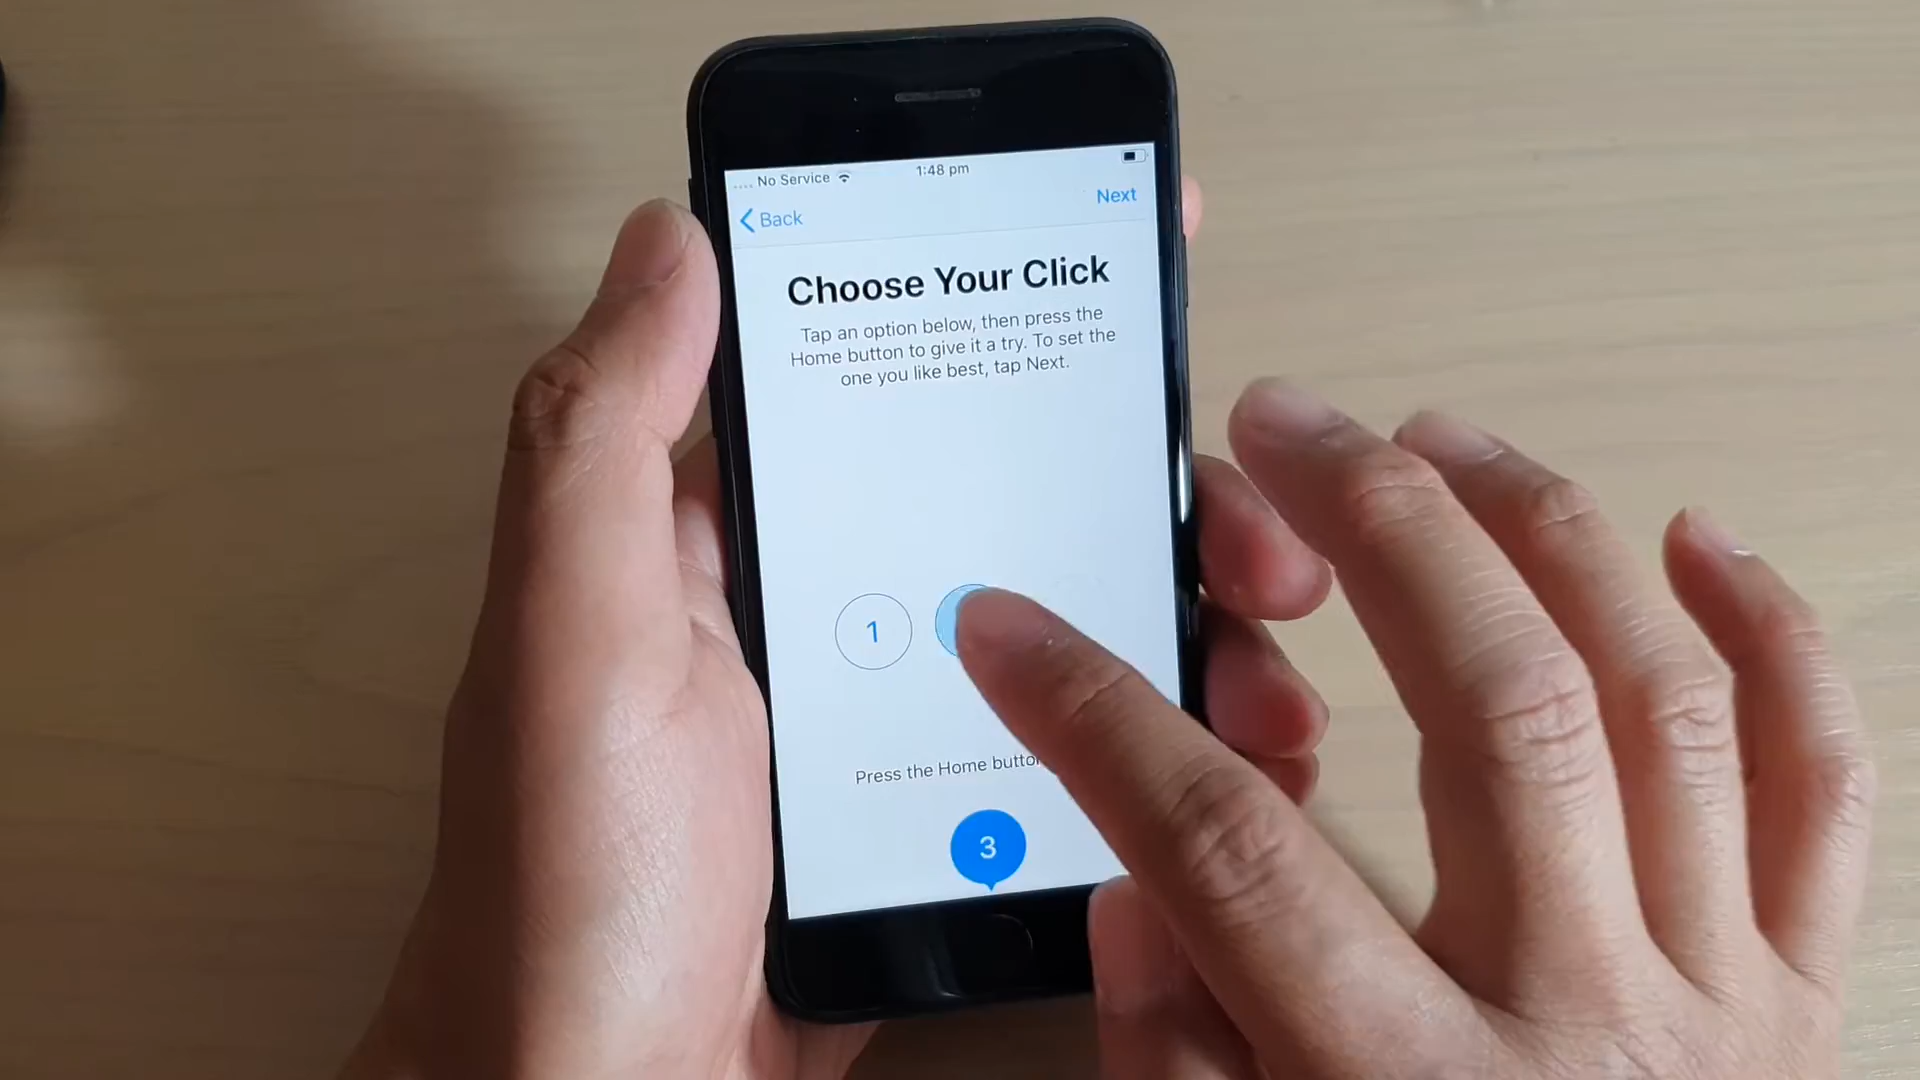 No Service 1:48 pm
Back Next
Choose Your Click
Tap an option below, then press the
Home button to give it a try. To set the
one you like best, tap Next.
1
Press the Home
3